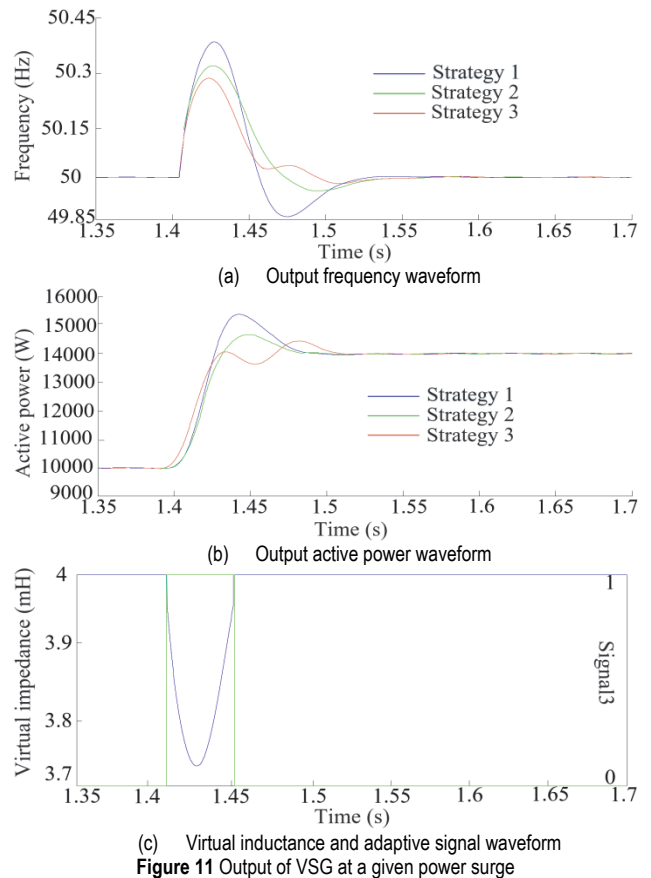 50.45
50.3
50.15
50
49.85
Frequency (Hz)
Strategy 1
Strategy 2
Strategy 3
1.35 1.4 1.45 1.5 1.55 1.6 1.65 1.7
Time (s)
(a) Output frequency waveform
16000
15000
14000
13000
12000
11000
10000
9000
Active power (W)
Strategy 1
Strategy 2
Strategy 3
1.35 1.4 1.45 1.5 1.55 1.6 1.65 1.7
Time (s)
(b) Output active power waveform
4
3.9
3.8
3.7
Virtual impedance (mH)
1
Signal3
0
1.35 1.4 1.45 1.5 1.55 1.6 1.65 1.7
Time (s)
(c) Virtual inductance and adaptive signal waveform
Figure 11 Output of VSG at a given power surge